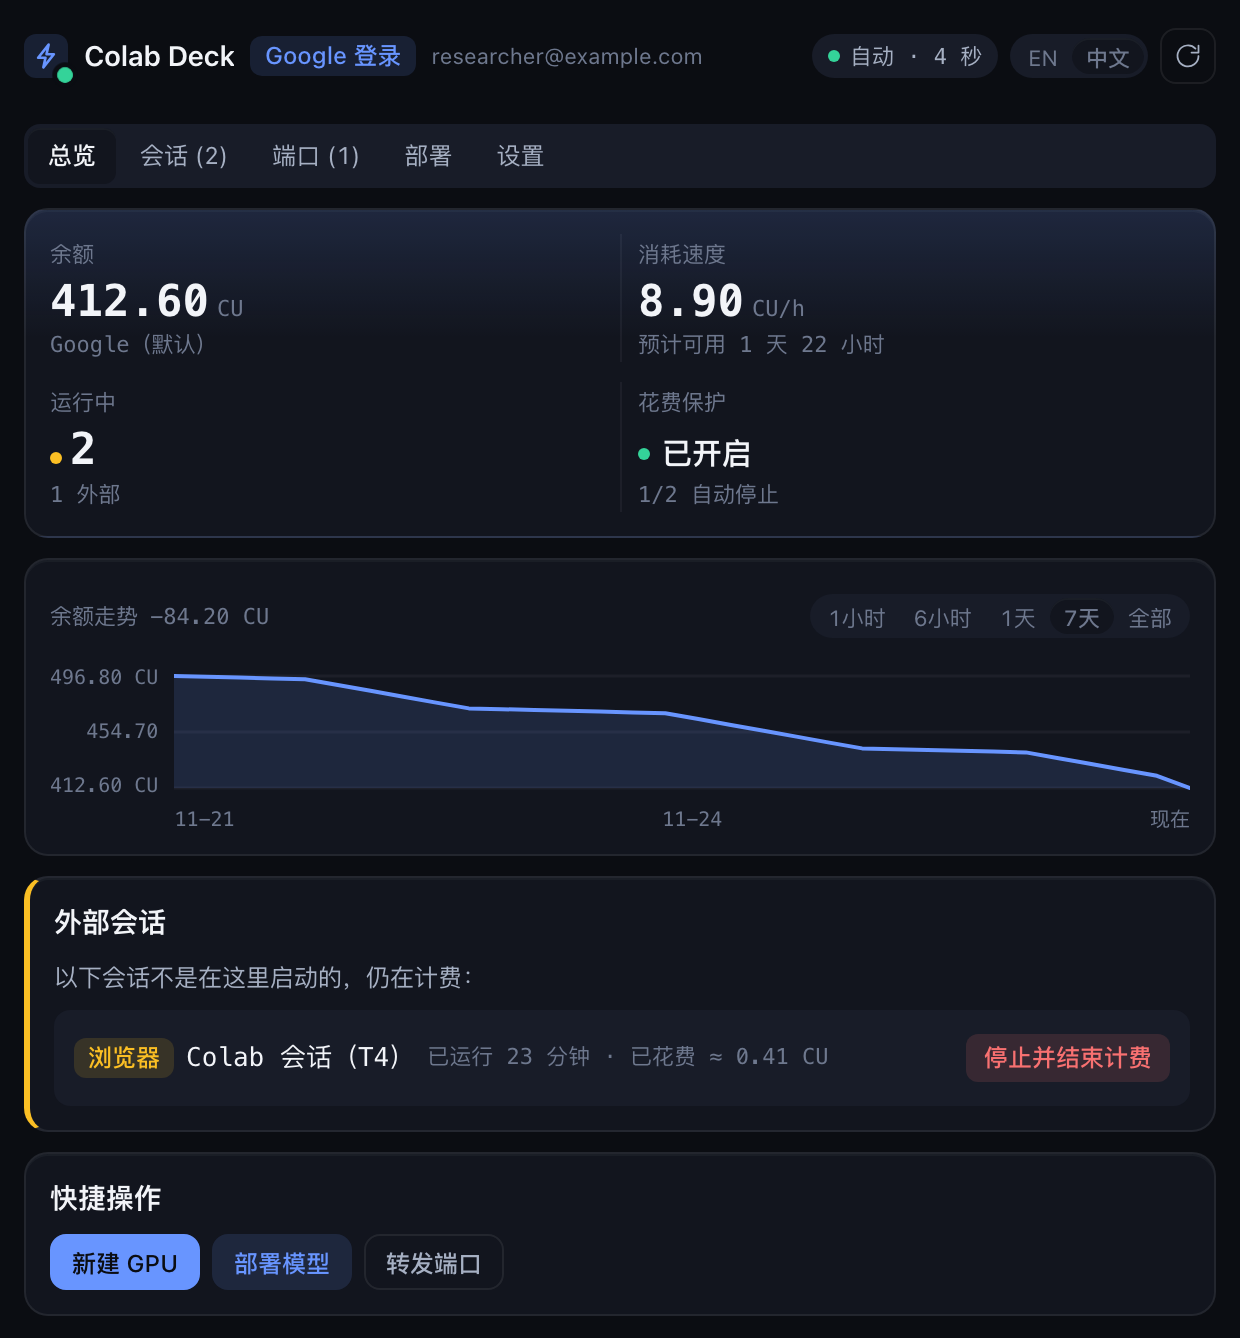 Colab Deck Google 登录 researcher@example.com 自动 · 4 秒 EN 中文
总览 会话 (2) 端口 (1) 部署 设置
余额
412.60 CU
Google（默认）
消耗速度
8.90 CU/h
预计可用 1 天 22 小时
运行中
2
1 外部
花费保护
已开启
1/2 自动停止
余额走势 −84.20 CU 1小时 6小时 1天 7天 全部
496.80 CU
454.70
412.60 CU
11−21 11−24 现在
外部会话
以下会话不是在这里启动的，仍在计费：
浏览器 Colab 会话（T4） 已运行 23 分钟 · 已花费 ≈ 0.41 CU 停止并结束计费
快捷操作
新建 GPU 部署模型 转发端口